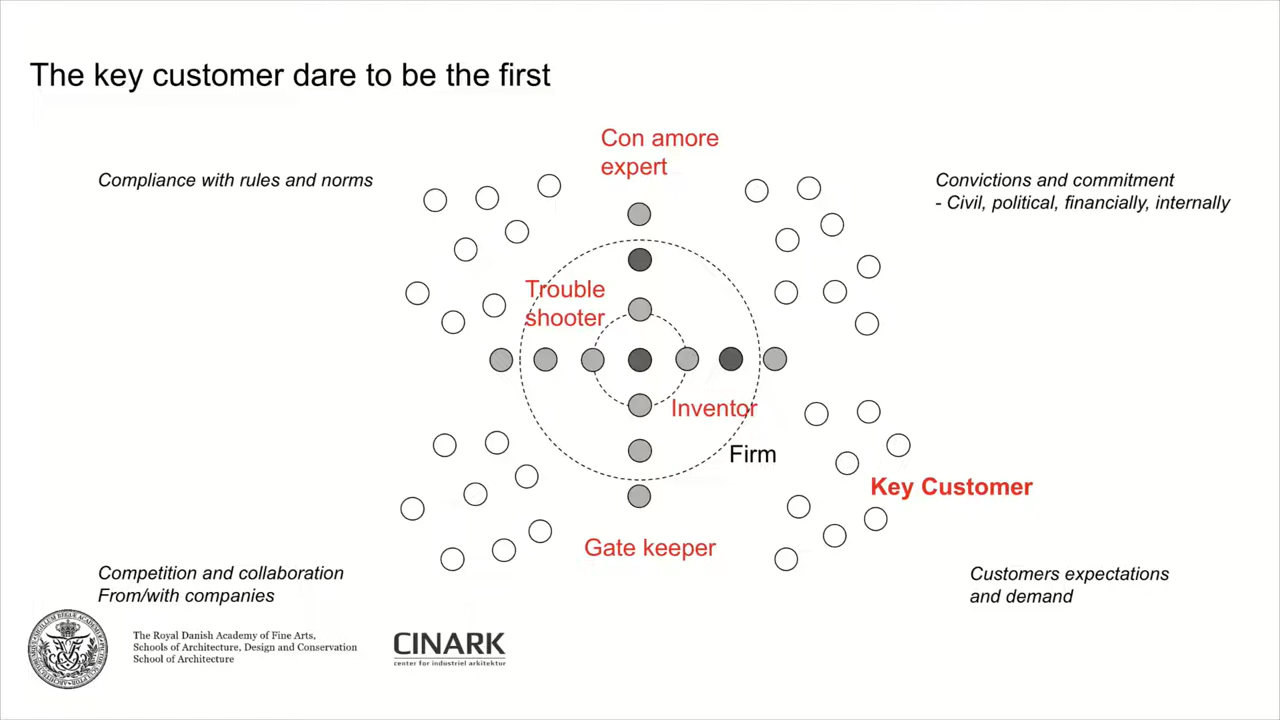 The key customer dare to be the first
Con amore
expert
Compliance with rules and norms
Convictions and commitment
- Civil, political, financially, internally
Trouble
shooter
Inventor
Firm
Key Customer
Gate keeper
Competition and collaboration
From/with companies
Customers expectations
and demand
The Royal Danish Academy of Fine Arts,
Schools of Architecture, Design and Conservation
School of Architecture
CINARK
center for industriel arkitektur